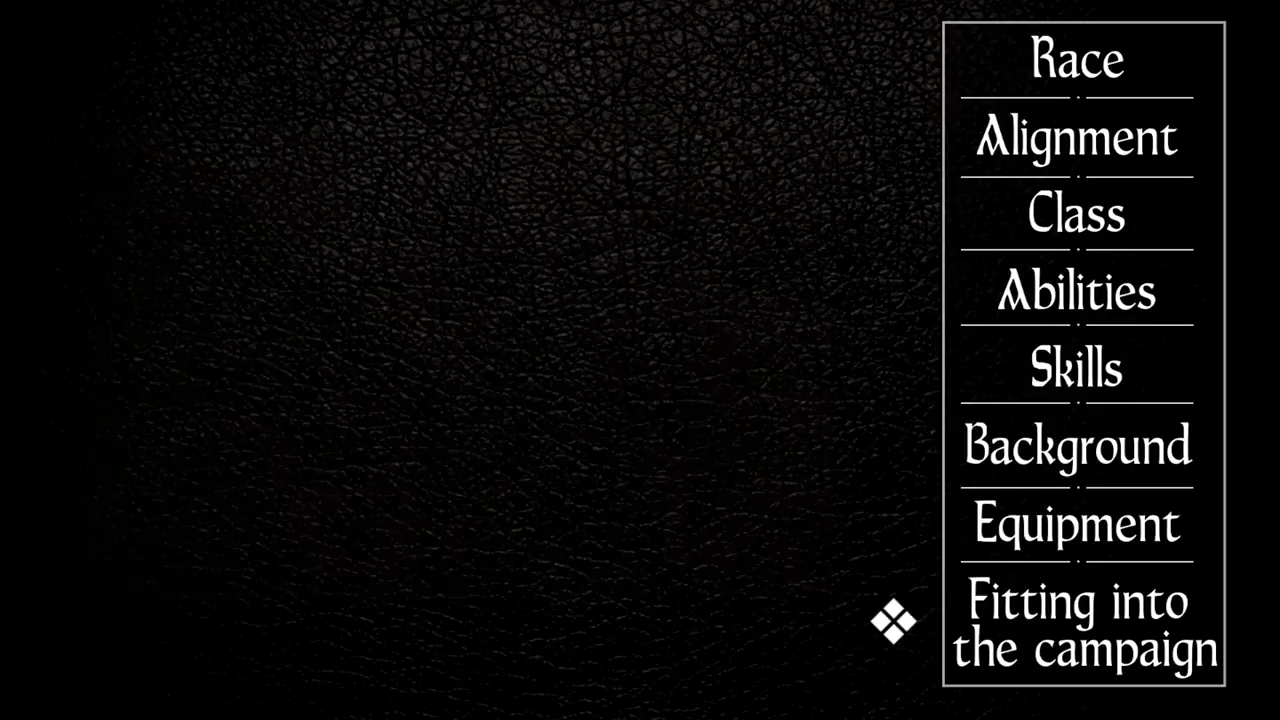 Race
Alignment
Class
Abilities
Skills
Background
Equipment
Fitting into
the campaign